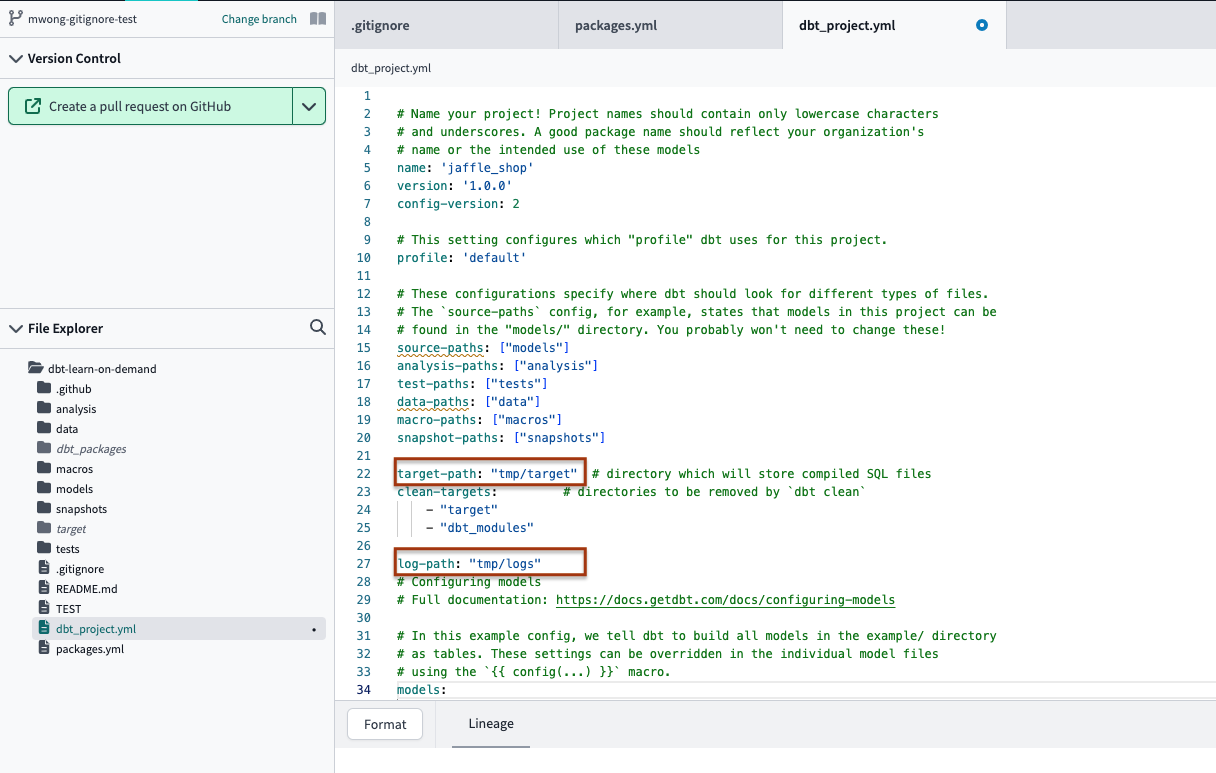 mwong-gitignore-test
Change branch
Version Control
Create a pull request on GitHub
File Explorer
dbt-learn-on-demand
.github
analysis
data
dbt_packages
macros
models
snapshots
target
tests
.gitignore
README.md
TEST
dbt_project.yml
packages.yml
.gitignore
packages.yml
dbt_project.yml
dbt_project.yml
1
2 # Name your project! Project names should contain only lowercase characters
3 # and underscores. A good package name should reflect your organization's
4 # name or the intended use of these models
5 name: 'jaffle_shop'
6 version: '1.0.0'
7 config-version: 2
8
9 # This setting configures which "profile" dbt uses for this project.
10 profile: 'default'
11
12 # These configurations specify where dbt should look for different types of files.
13 # The `source-paths` config, for example, states that models in this project can be
14 # found in the "models/" directory. You probably won't need to change these!
15 source-paths: ["models"]
16 analysis-paths: ["analysis"]
17 test-paths: ["tests"]
18 data-paths: ["data"]
19 macro-paths: ["macros"]
20 snapshot-paths: ["snapshots"]
21
22 target-path: "tmp/target" # directory which will store compiled SQL files
23 clean-targets: # directories to be removed by `dbt clean`
24 - "target"
25 - "dbt_modules"
26
27 log-path: "tmp/logs"
28 # Configuring models
29 # Full documentation: https://docs.getdbt.com/docs/configuring-models
30
31 # In this example config, we tell dbt to build all models in the example/ directory
32 # as tables. These settings can be overridden in the individual model files
33 # using the `{{ config(...) }}` macro.
34 models:
Format
Lineage